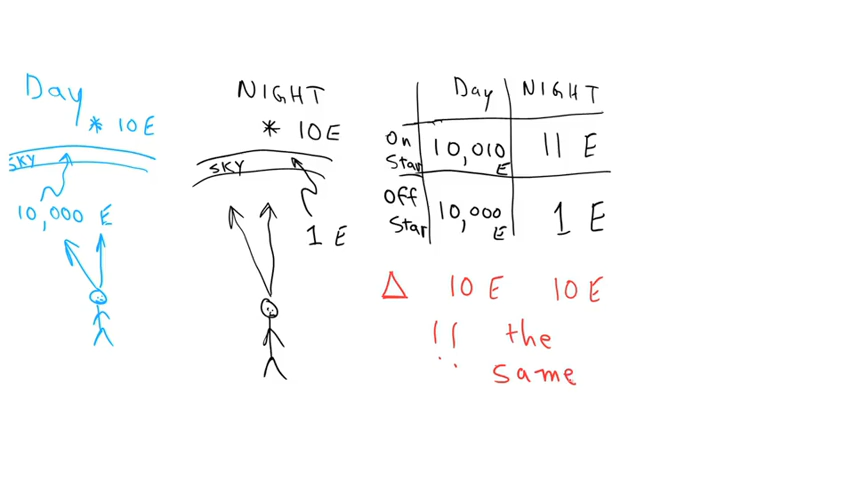 Day
* 10 E
SKY
10,000 E
NIGHT
* 10 E
SKY
1 E
Day NIGHT
On Star 10,010 E 11 E
Off Star 10,000 E 1 E
Δ 10 E 10 E
!! the
same